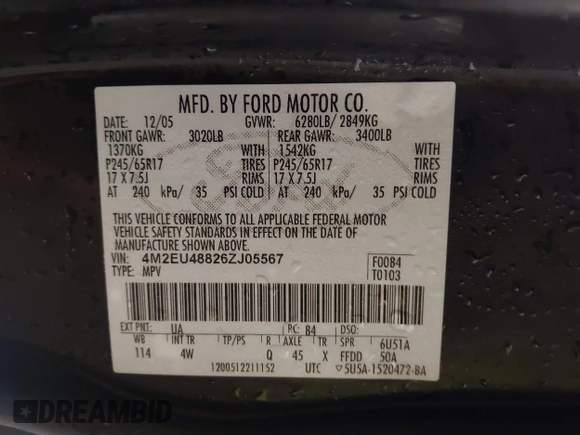 MFD. BY FORD MOTOR CO.
DATE: 12/05 GVWR: 6280LB/ 2849KG
FRONT GAWR: 3020LB REAR GAWR: 3400LB
1370KG WITH 1542KG WITH
P245/65R17 TIRES P245/65R17 TIRES
17 X 7.5J RIMS 17 X 7.5J RIMS
AT 240 kPa/ 35 PSI COLD AT 240 kPa/ 35 PSI COLD
THIS VEHICLE CONFORMS TO ALL APPLICABLE FEDERAL MOTOR
VEHICLE SAFETY AND THEFT PREVENTION STANDARDS IN EFFECT ON THE DATE OF
MANUFACTURE SHOWN ABOVE.
VIN: 4M2EU48826ZJ05567 F0084
TYPE: MPV T0103
EXT PNT: UA RC: 84 DSO:
WB INT TR TP/PS R AXLE TR SPR 6U51A
114 4W Q 45 X FFDD 50A
1200512211152 UTC 5U5A-1520472-BA
DREAMBID